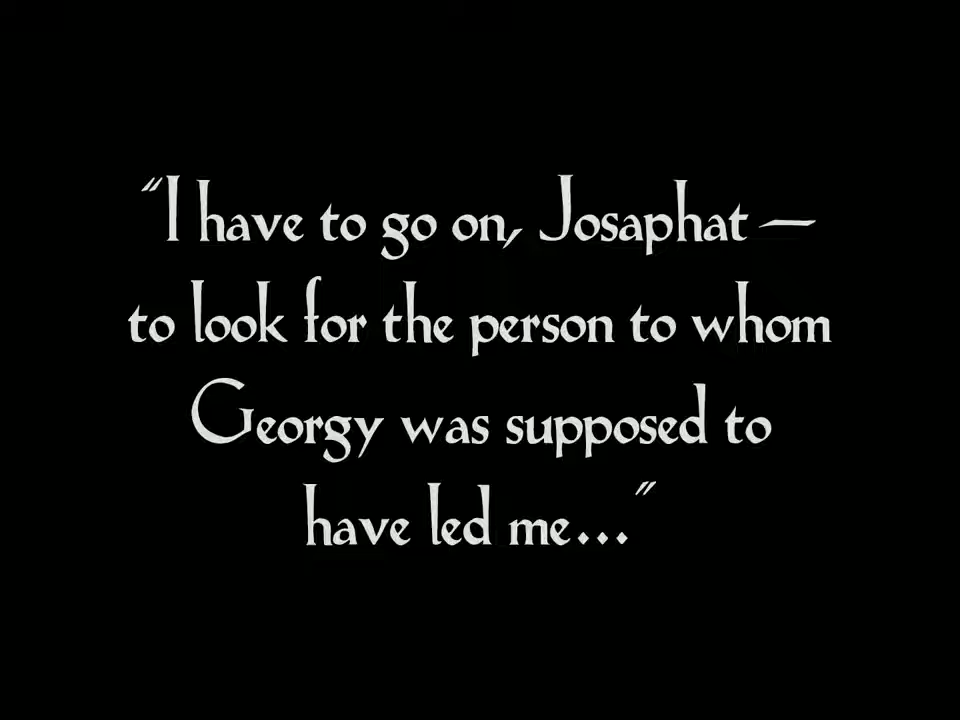 "I have to go on, Josaphat —
to look for the person to whom
Georgy was supposed to
have led me..."